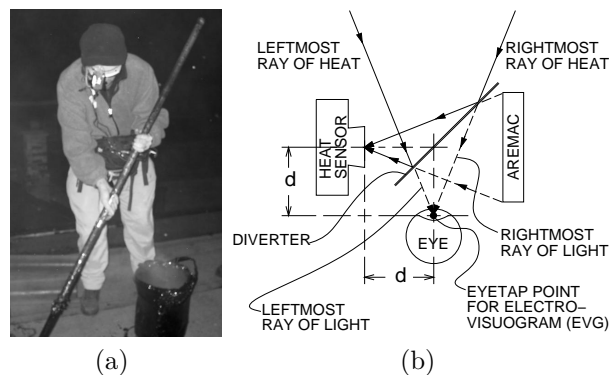 LEFTMOST
RAY OF HEAT
RIGHTMOST
RAY OF HEAT
HEAT
SENSOR
AREMAC
d
DIVERTER
EYE
RIGHTMOST
RAY OF LIGHT
d
LEFTMOST
RAY OF LIGHT
EYETAP POINT
FOR ELECTRO–
VISUOGRAM (EVG)
(a)
(b)